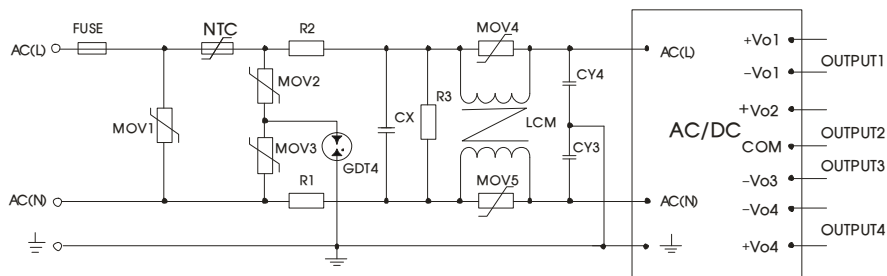 FUSE
NTC
R2
MOV4
+Vo1
AC(L)
AC(L)
OUTPUT1
MOV2
CY4
−Vo1
R3
+Vo2
MOV1
CX
LCM
AC/DC
OUTPUT2
MOV3
COM
GDT4
CY3
OUTPUT3
R1
MOV5
−Vo3
AC(N)
AC(N)
−Vo4
OUTPUT4
+Vo4